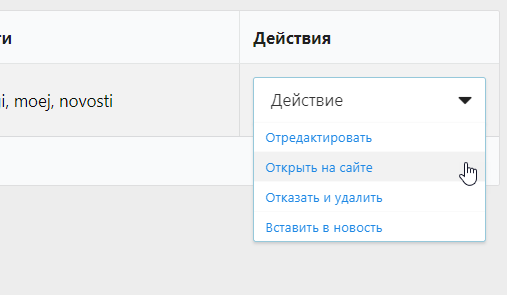 ти
Действия
i, moej, novosti
Действие
Отредактировать
Открыть на сайте
Отказать и удалить
Вставить в новость